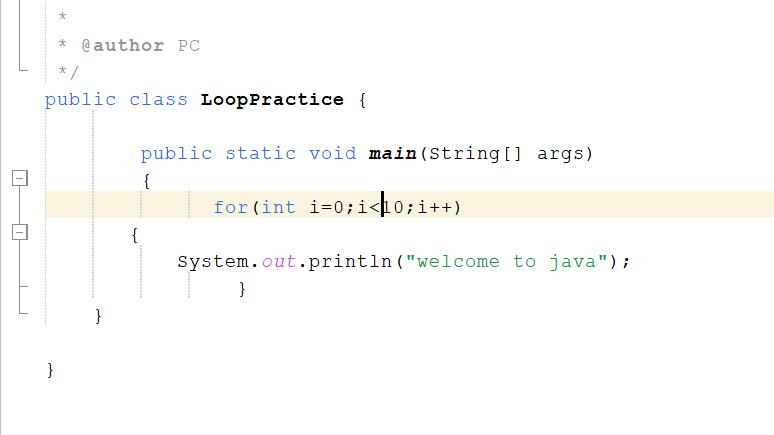 *
* @author PC
*/
public class LoopPractice {
public static void main(String[] args)
{
for(int i=0;i<10;i++)
{
System.out.println("welcome to java");
}
}
}